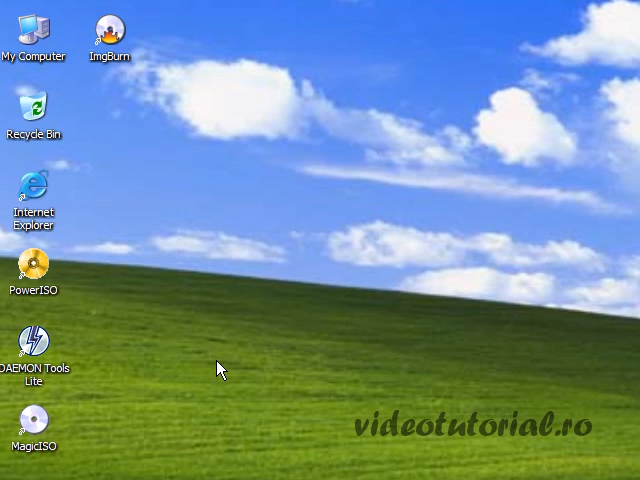 My Computer
ImgBurn
Recycle Bin
Internet
Explorer
PowerISO
DAEMON Tools
Lite
MagicISO
videotutorial.ro